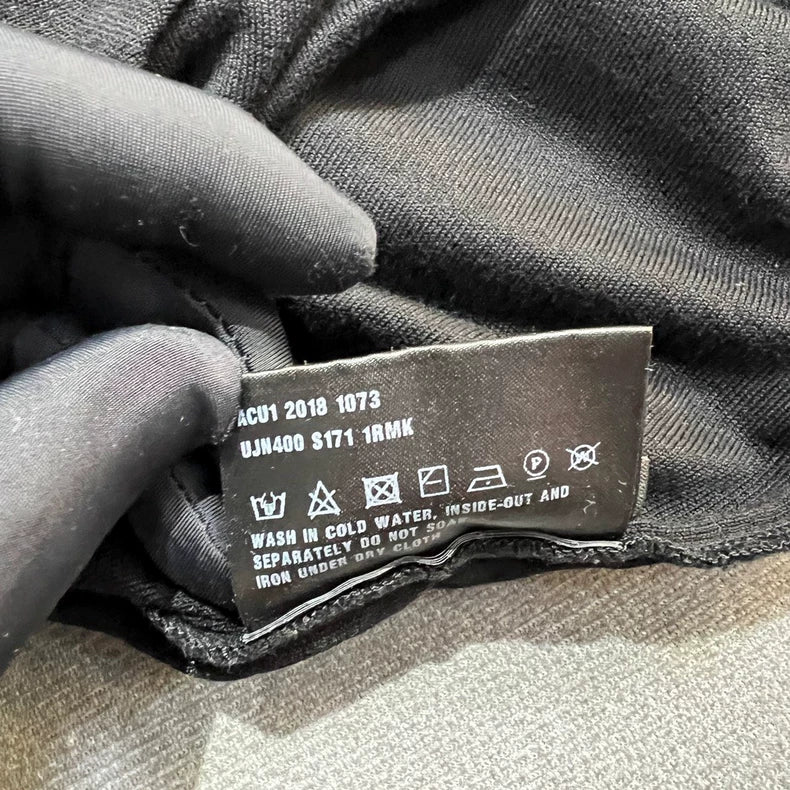 ACU1 2018 1073
UJN400 S171 1RMK
P W
WASH IN COLD WATER, INSIDE-OUT AND
SEPARATELY DO NOT SOAK
IRON UNDER DRY CLOTH